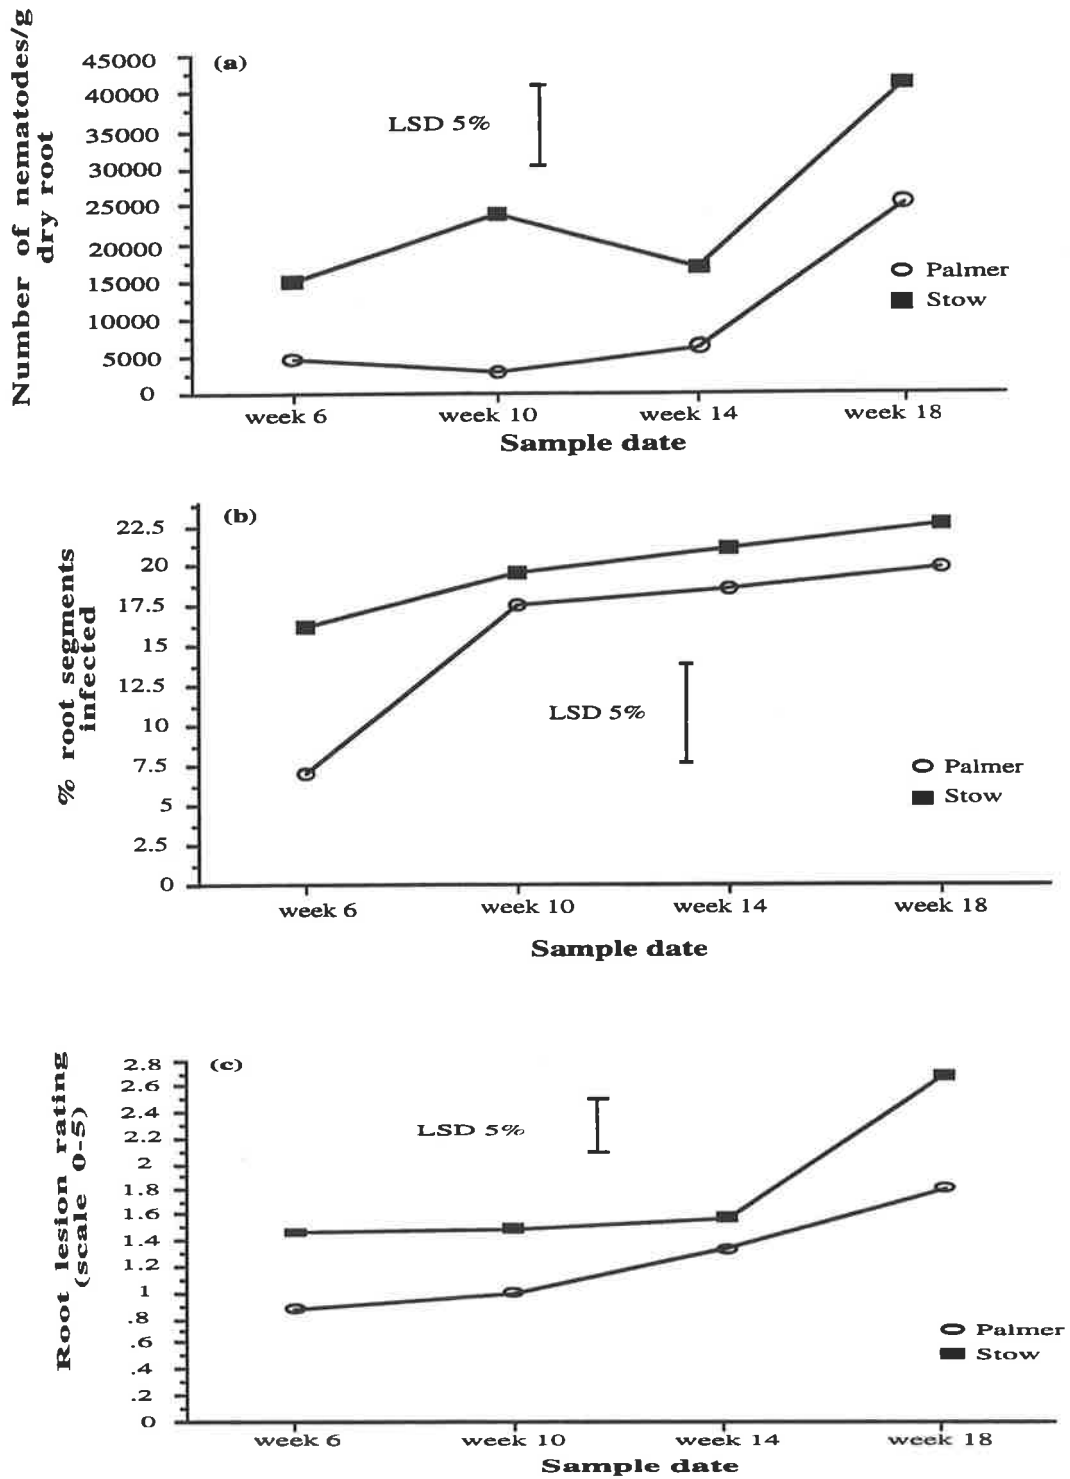 Number of nematodes/g
dry root
(a)
45000
40000
35000
30000
25000
20000
15000
10000
5000
0
LSD 5%
Palmer
Stow
week 6
week 10
week 14
week 18
Sample date
% root segments
infected
(b)
22.5
20
17.5
15
12.5
10
7.5
5
2.5
0
LSD 5%
Palmer
Stow
week 6
week 10
week 14
week 18
Sample date
Root lesion rating
(scale 0-5)
(c)
2.8
2.6
2.4
2.2
2
1.8
1.6
1.4
1.2
1
.8
.6
.4
.2
0
LSD 5%
Palmer
Stow
week 6
week 10
week 14
week 18
Sample date